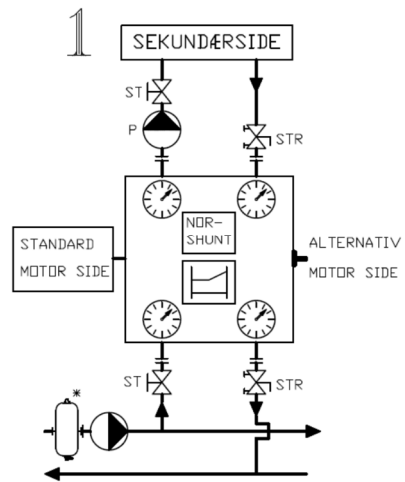 1
SEKUNDÆRSIDE
ST
P
STR
NOR-
SHUNT
STANDARD
MOTOR SIDE
ALTERNATIV
MOTOR SIDE
ST
STR
*